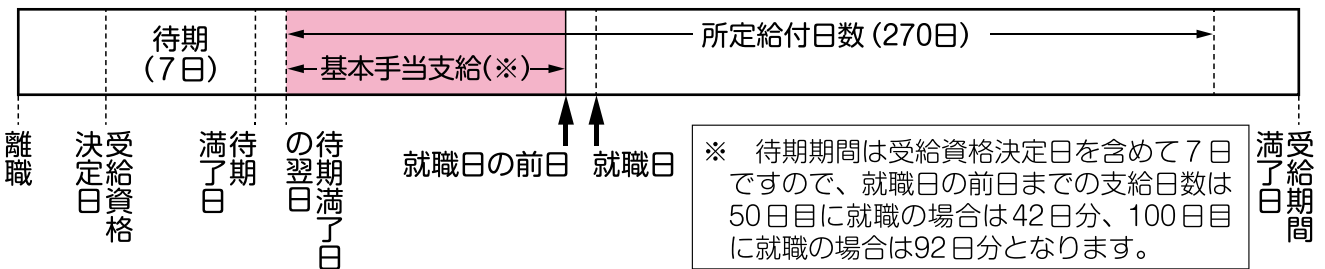 待期
(7日)
所定給付日数(270日)
基本手当支給(※)
離職
受給資格
決定日
待期
満了日
待期満了日
の翌日
就職日の前日
就職日
※ 待期期間は受給資格決定日を含めて7日
ですので、就職日の前日までの支給日数は
50日目に就職の場合は42日分、100日目
に就職の場合は92日分となります。
受給期間
満了日